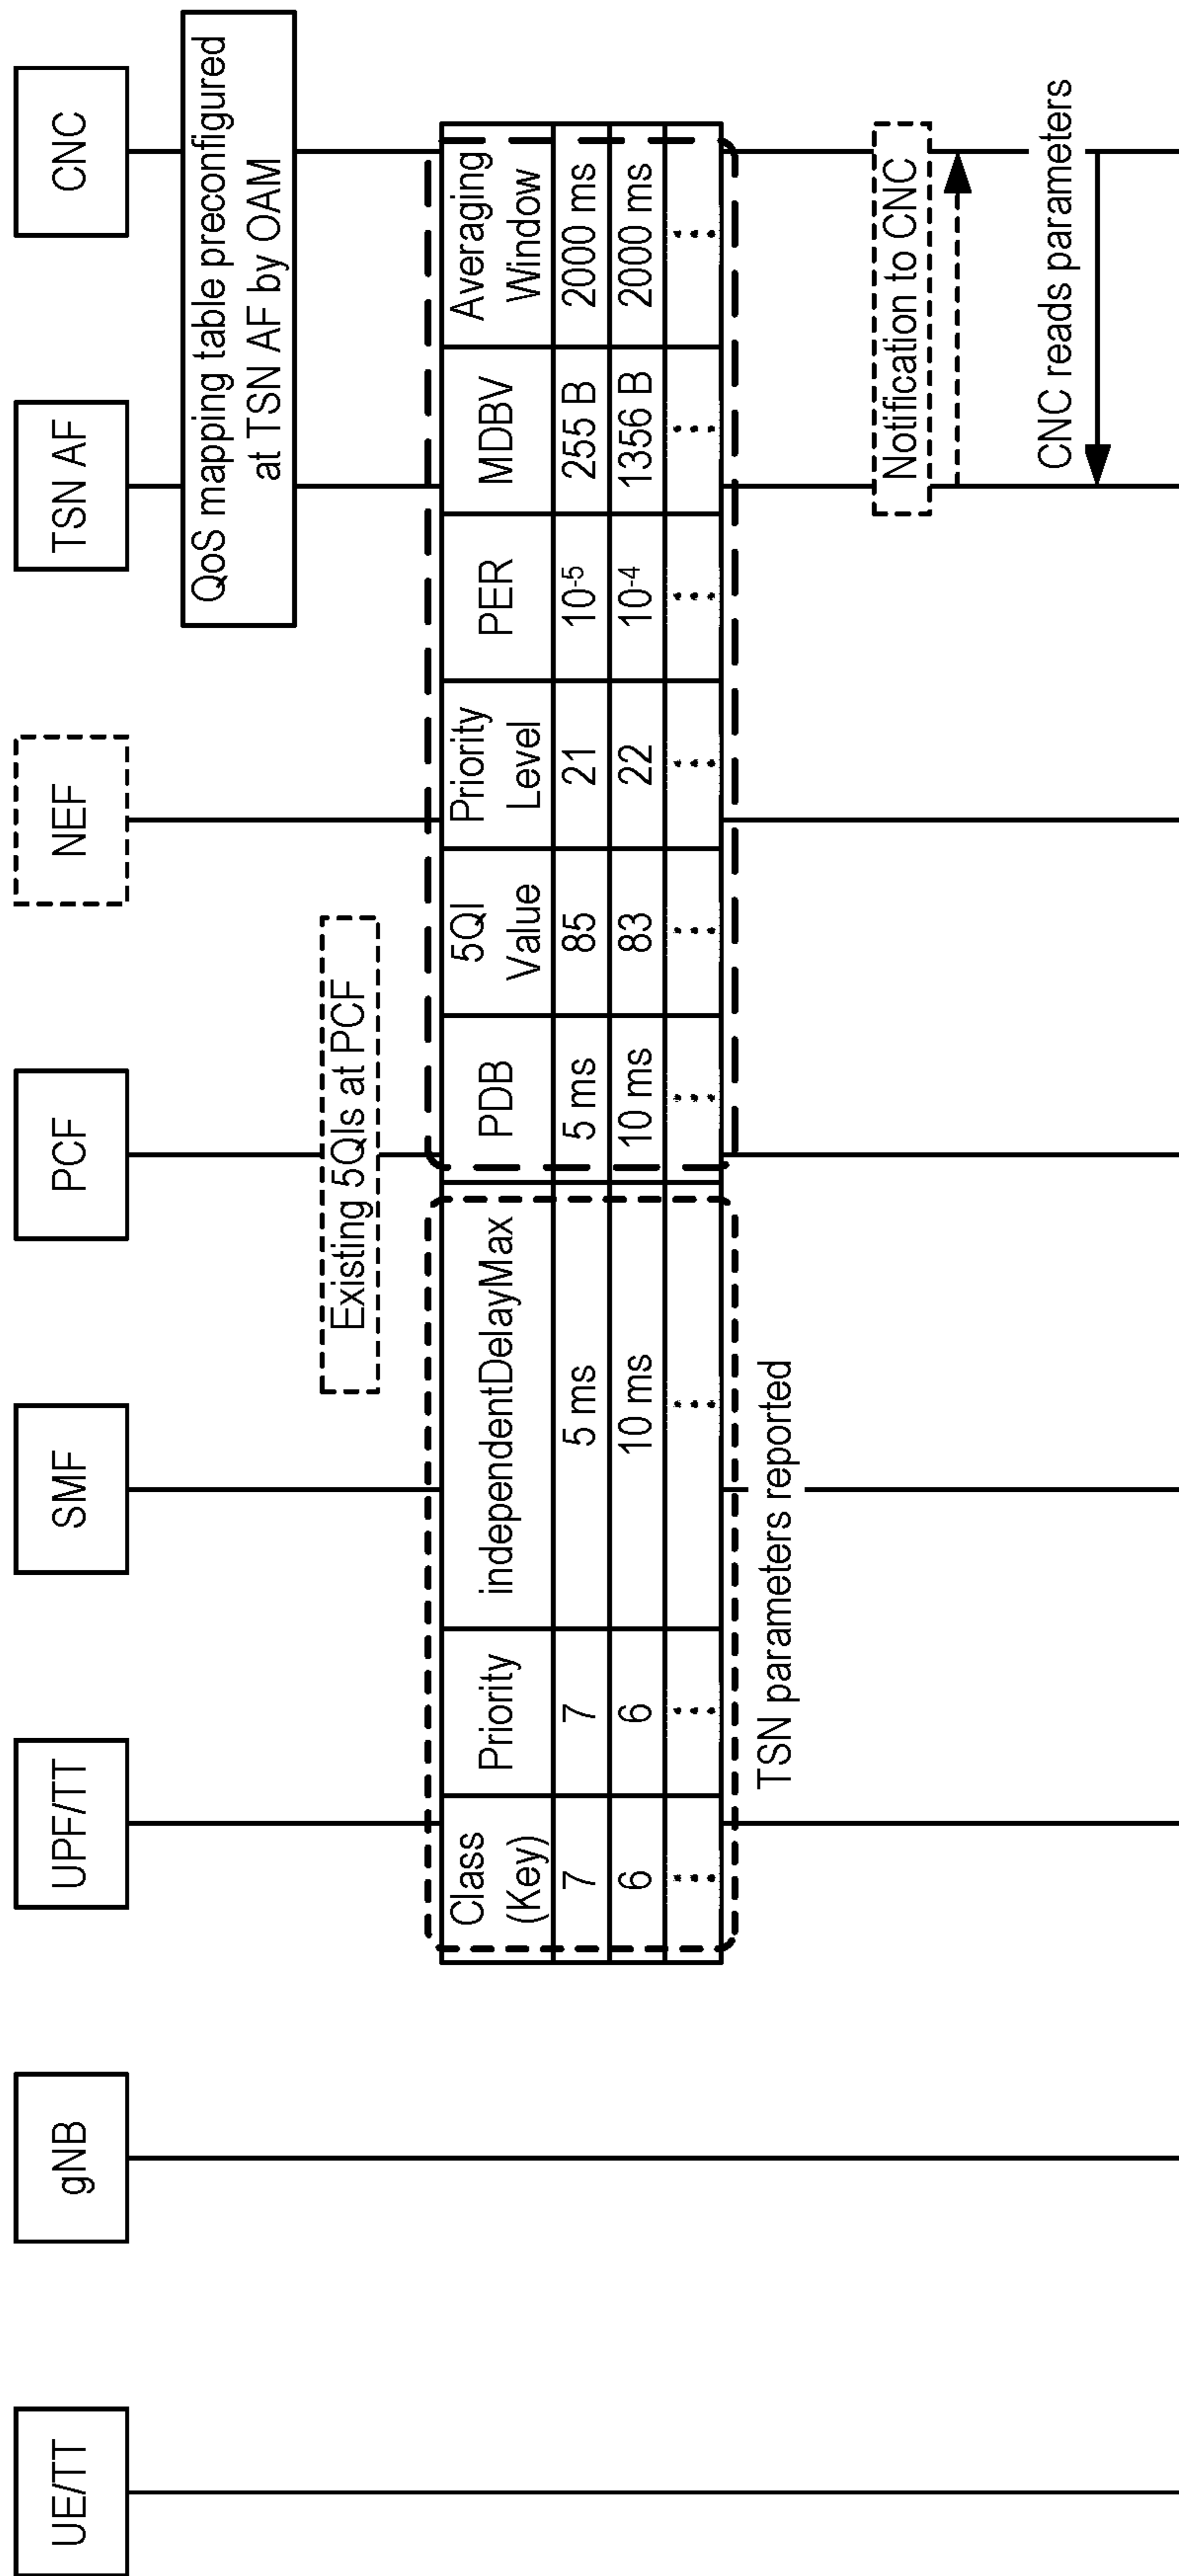 UE/TT
gNB
UPF/TT
SMF
PCF
NEF
TSN AF
CNC
QoS mapping table preconfigured
at TSN AF by OAM
Existing 5QIs at PCF
Class
(Key)
Priority
independentDelayMax
PDB
5QI
Value
Priority
Level
PER
MDBV
Averaging
Window
7
7
5 ms
5 ms
85
21
10-5
255 B
2000 ms
6
6
10 ms
10 ms
83
22
10-4
1356 B
2000 ms
⋮
⋮
⋮
⋮
⋮
⋮
⋮
⋮
⋮
TSN parameters reported
Notification to CNC
CNC reads parameters